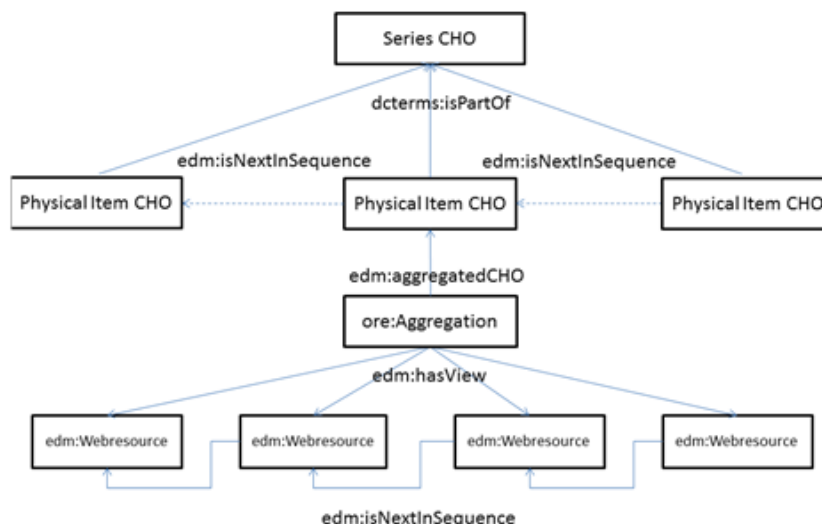 Series CHO
dcterms:isPartOf
edm:isNextInSequence
edm:isNextInSequence
Physical Item CHO
Physical Item CHO
Physical Item CHO
edm:aggregatedCHO
ore:Aggregation
edm:hasView
edm:Webresource
edm:Webresource
edm:Webresource
edm:Webresource
edm:isNextInSequence